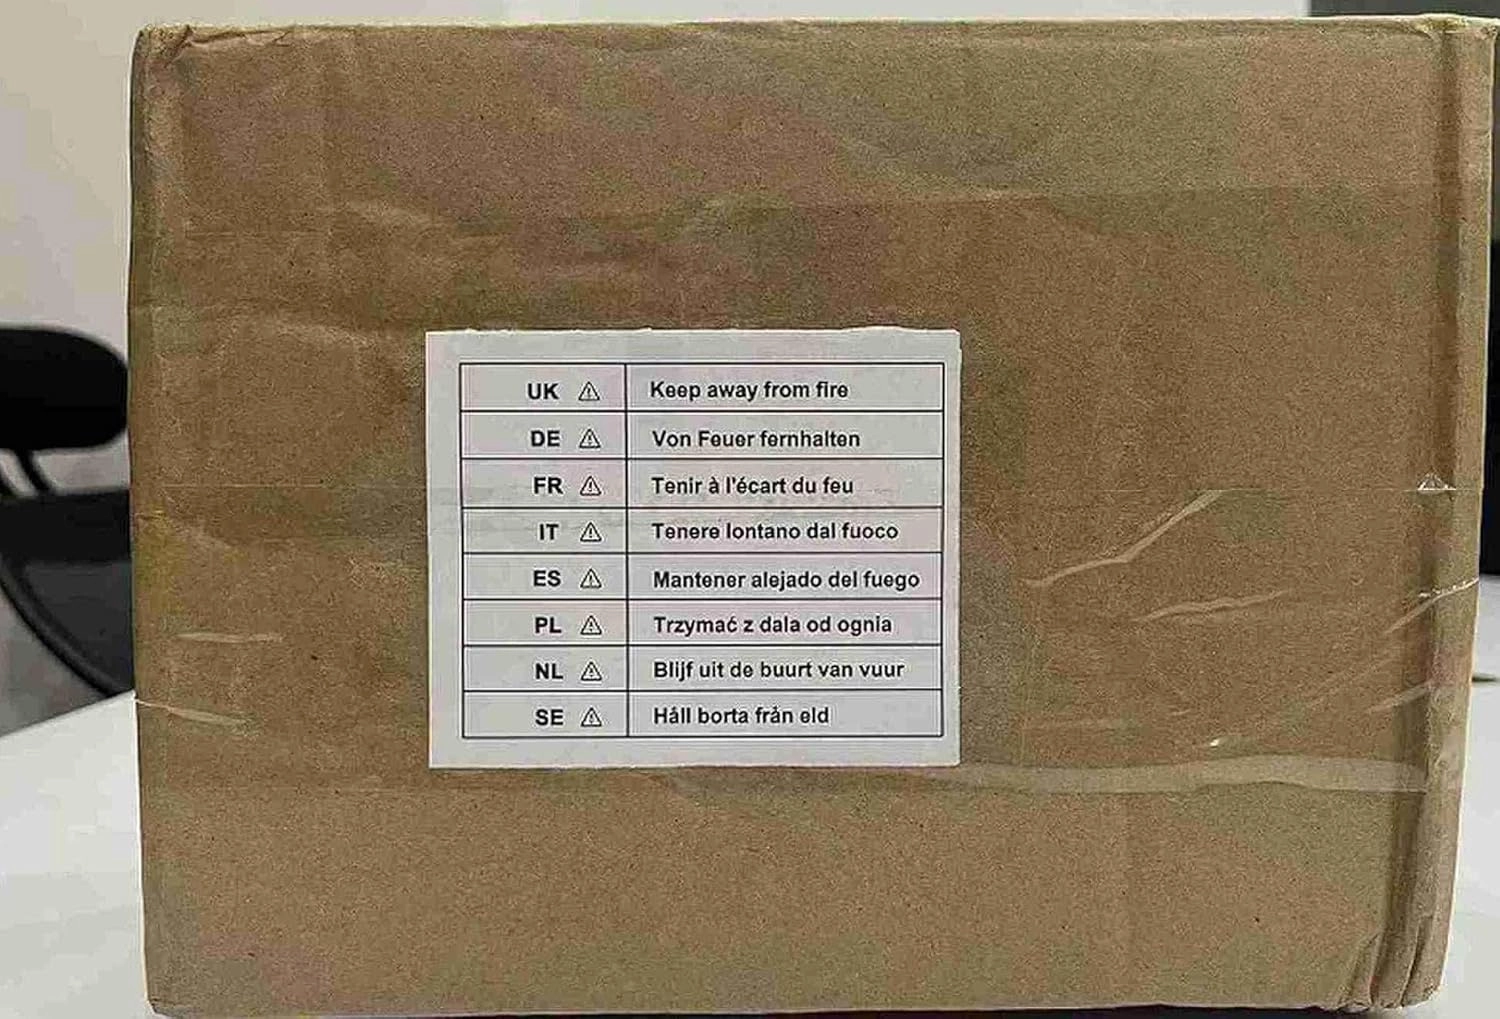 UK ⚠ Keep away from fire
DE ⚠ Von Feuer fernhalten
FR ⚠ Tenir à l'écart du feu
IT ⚠ Tenere lontano dal fuoco
ES ⚠ Mantener alejado del fuego
PL ⚠ Trzymać z dala od ognia
NL ⚠ Blijf uit de buurt van vuur
SE ⚠ Håll borta från eld